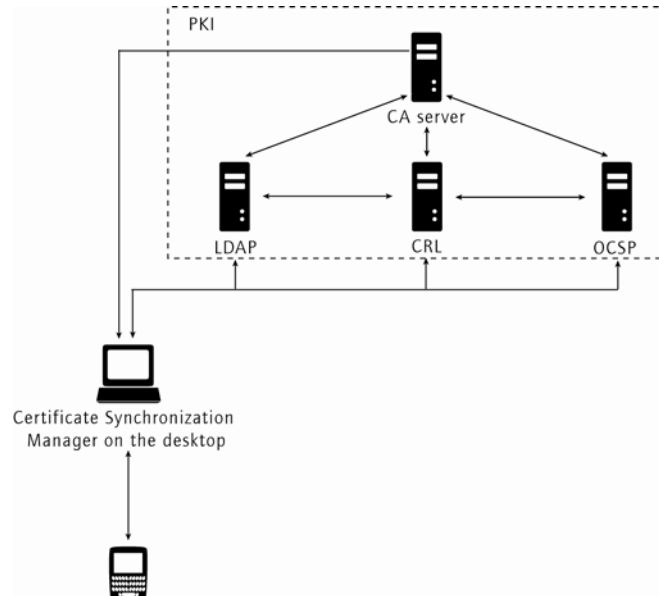 PKI
CA server
LDAP
CRL
OCSP
Certificate Synchronization
Manager on the desktop